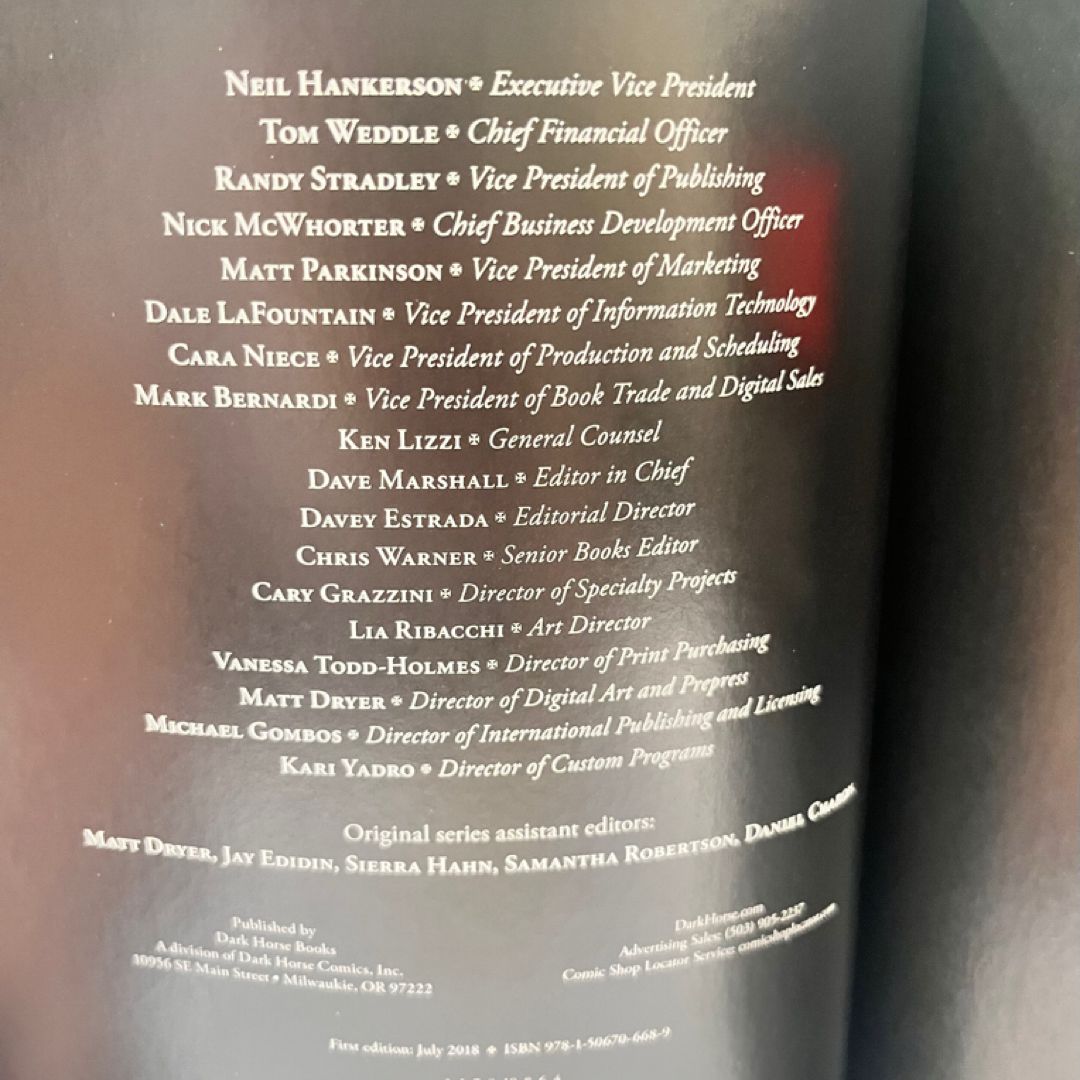 NEIL HANKERSON ✠ Executive Vice President
TOM WEDDLE ✠ Chief Financial Officer
RANDY STRADLEY ✠ Vice President of Publishing
NICK MCWHORTER ✠ Chief Business Development Officer
MATT PARKINSON ✠ Vice President of Marketing
DALE LAFOUNTAIN ✠ Vice President of Information Technology
CARA NIECE ✠ Vice President of Production and Scheduling
MARK BERNARDI ✠ Vice President of Book Trade and Digital Sales
KEN LIZZI ✠ General Counsel
DAVE MARSHALL ✠ Editor in Chief
DAVEY ESTRADA ✠ Editorial Director
CHRIS WARNER ✠ Senior Books Editor
CARY GRAZZINI ✠ Director of Specialty Projects
LIA RIBACCHI ✠ Art Director
VANESSA TODD-HOLMES ✠ Director of Print Purchasing
MATT DRYER ✠ Director of Digital Art and Prepress
MICHAEL GOMBOS ✠ Director of International Publishing and Licensing
KARI YADRO ✠ Director of Custom Programs
Original series assistant editors:
MATT DRYER, JAY EDIDIN, SIERRA HAHN, SAMANTHA ROBERTSON, DANIEL CHABON
Published by
Dark Horse Books
A division of Dark Horse Comics, Inc.
10956 SE Main Street • Milwaukie, OR 97222
DarkHorse.com
Advertising Sales: (503) 905-2237
Comic Shop Locator Service: comicshoplocator.com
First edition: July 2018 ✠ ISBN 978-1-50670-668-9